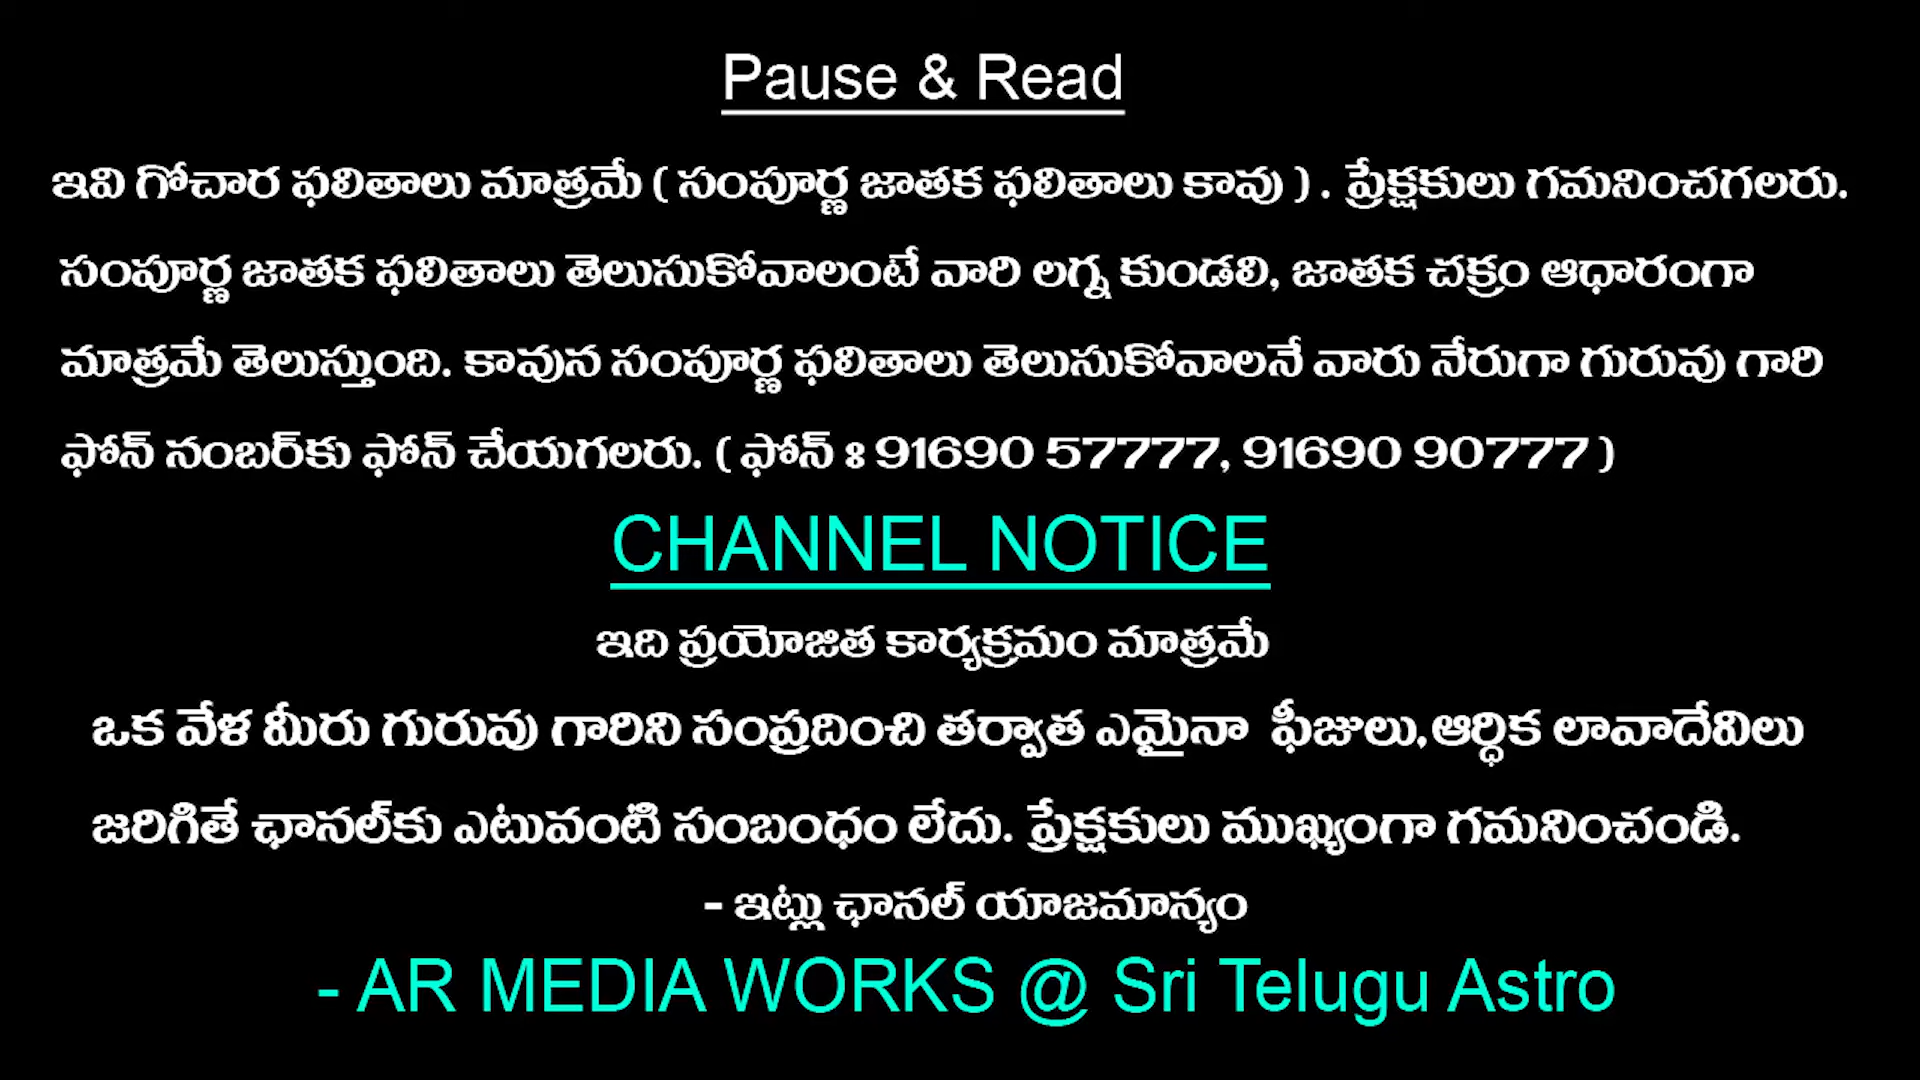 Pause & Read
ఇవి గోచార ఫలితాలు మాత్రమే ( సంపూర్ణ జాతక ఫలితాలు కావు ) . ప్రేక్షకులు గమనించగలరు.
సంపూర్ణ జాతక ఫలితాలు తెలుసుకోవాలంటే వారి లగ్న కుండలి, జాతక చక్రం ఆధారంగా
మాత్రమే తెలుస్తుంది. కావున సంపూర్ణ ఫలితాలు తెలుసుకోవాలనే వారు నేరుగా గురువు గారి
ఫోన్ నంబర్‌కు ఫోన్ చేయగలరు. ( ఫోన్ ః 91690 57777, 91690 90777 )
CHANNEL NOTICE
ఇది ప్రయోజిత కార్యక్రమం మాత్రమే
ఒక వేళ మీరు గురువు గారిని సంప్రదించి తర్వాత ఎమైనా ఫీజులు,ఆర్ధిక లావాదేవిలు
జరిగితే ఛానల్‌కు ఎటువంటి సంబంధం లేదు. ప్రేక్షకులు ముఖ్యంగా గమనించండి.
- ఇట్లు ఛానల్ యాజమాన్యం
- AR MEDIA WORKS @ Sri Telugu Astro